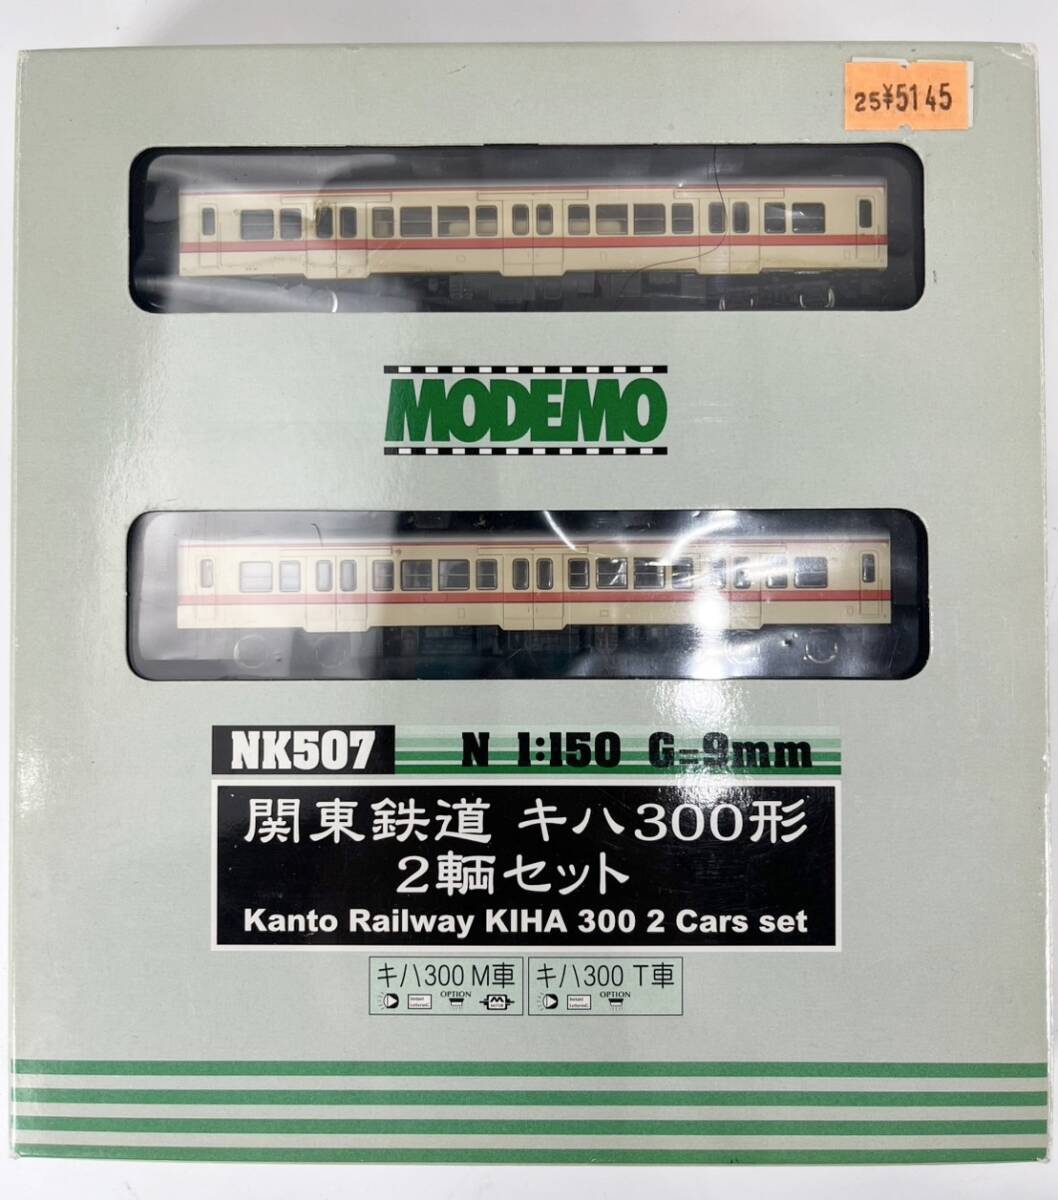 25¥5145
MODEMO
NK507 N 1:150 G=9mm
関東鉄道 キハ300形
2輌セット
Kanto Railway KIHA 300 2 Cars set
キハ300 M車 キハ300 T車
OPTION OPTION